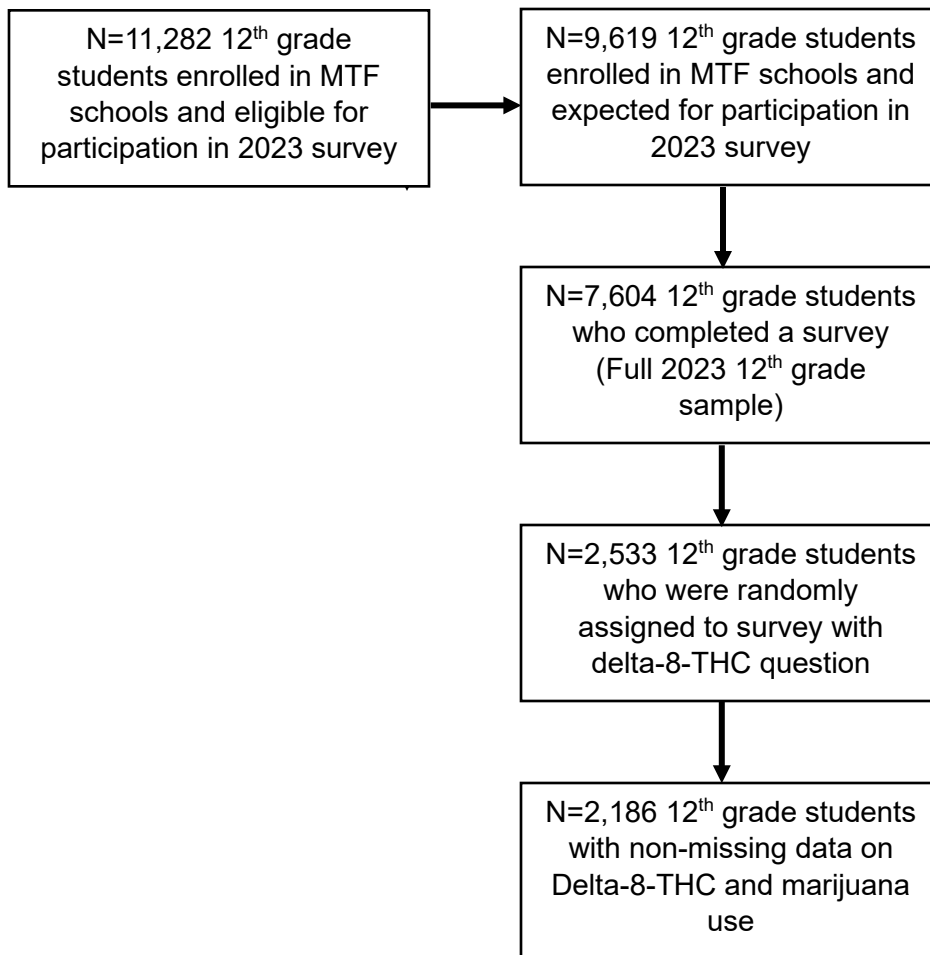 N=11,282 12th grade
students enrolled in MTF
schools and eligible for
participation in 2023 survey
N=9,619 12th grade students
enrolled in MTF schools and
expected for participation in
2023 survey
N=7,604 12th grade students
who completed a survey
(Full 2023 12th grade
sample)
N=2,533 12th grade students
who were randomly
assigned to survey with
delta-8-THC question
N=2,186 12th grade students
with non-missing data on
Delta-8-THC and marijuana
use